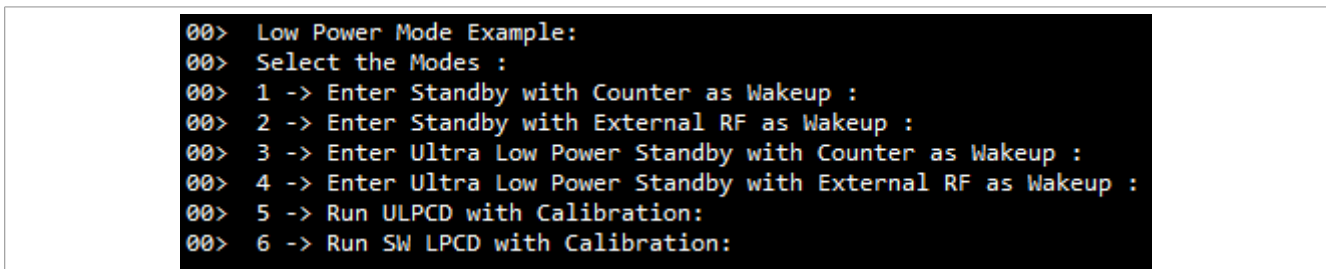 00>  Low Power Mode Example:
00>  Select the Modes :
00>  1 -> Enter Standby with Counter as Wakeup :
00>  2 -> Enter Standby with External RF as Wakeup :
00>  3 -> Enter Ultra Low Power Standby with Counter as Wakeup :
00>  4 -> Enter Ultra Low Power Standby with External RF as Wakeup :
00>  5 -> Run ULPCD with Calibration:
00>  6 -> Run SW LPCD with Calibration: